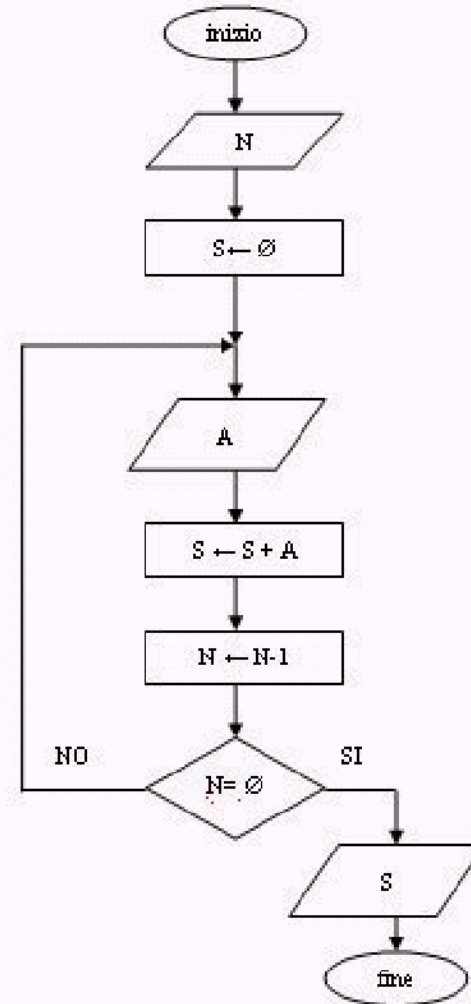 inizio
N
S ← Ø
A
S ← S + A
N ← N-1
NO
N= Ø
SI
S
fine